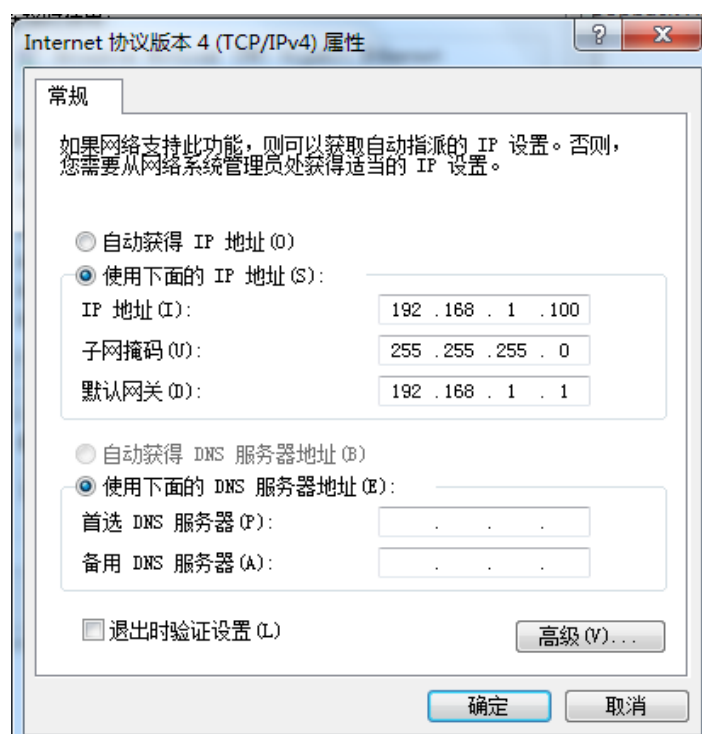 Internet 协议版本 4 (TCP/IPv4) 属性
常规
如果网络支持此功能，则可以获取自动指派的 IP 设置。否则，
您需要从网络系统管理员处获得适当的 IP 设置。
自动获得 IP 地址(O)
使用下面的 IP 地址(S):
IP 地址(I): 192 .168 . 1 .100
子网掩码(U): 255 .255 .255 . 0
默认网关(D): 192 .168 . 1 . 1
自动获得 DNS 服务器地址(B)
使用下面的 DNS 服务器地址(E):
首选 DNS 服务器(P): . . .
备用 DNS 服务器(A): . . .
退出时验证设置(L)
高级(V)...
确定 取消